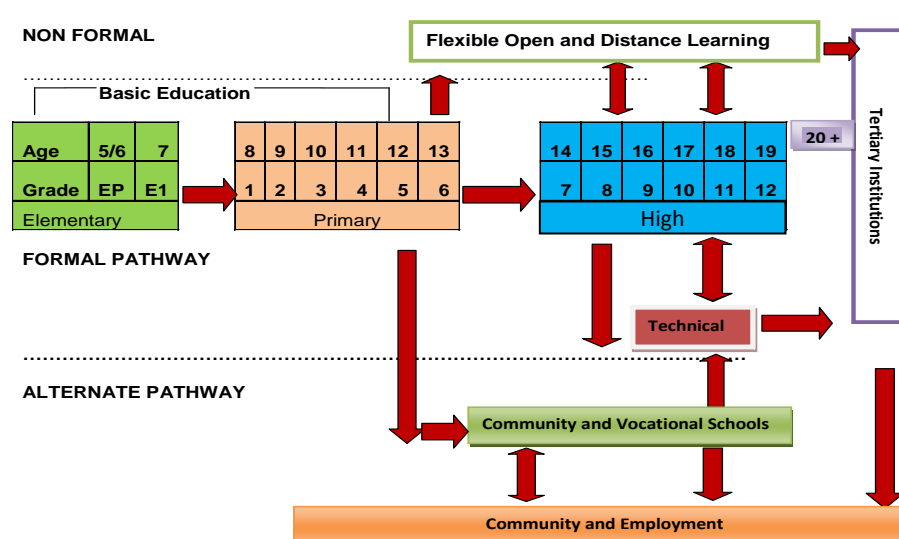 NON FORMAL
Flexible Open and Distance Learning
Basic Education
Age 5/6 7
Grade EP E1
Elementary
8 9 10 11 12 13
1 2 3 4 5 6
Primary
14 15 16 17 18 19
7 8 9 10 11 12
High
20 +
Tertiary Institutions
FORMAL PATHWAY
Technical
ALTERNATE PATHWAY
Community and Vocational Schools
Community and Employment